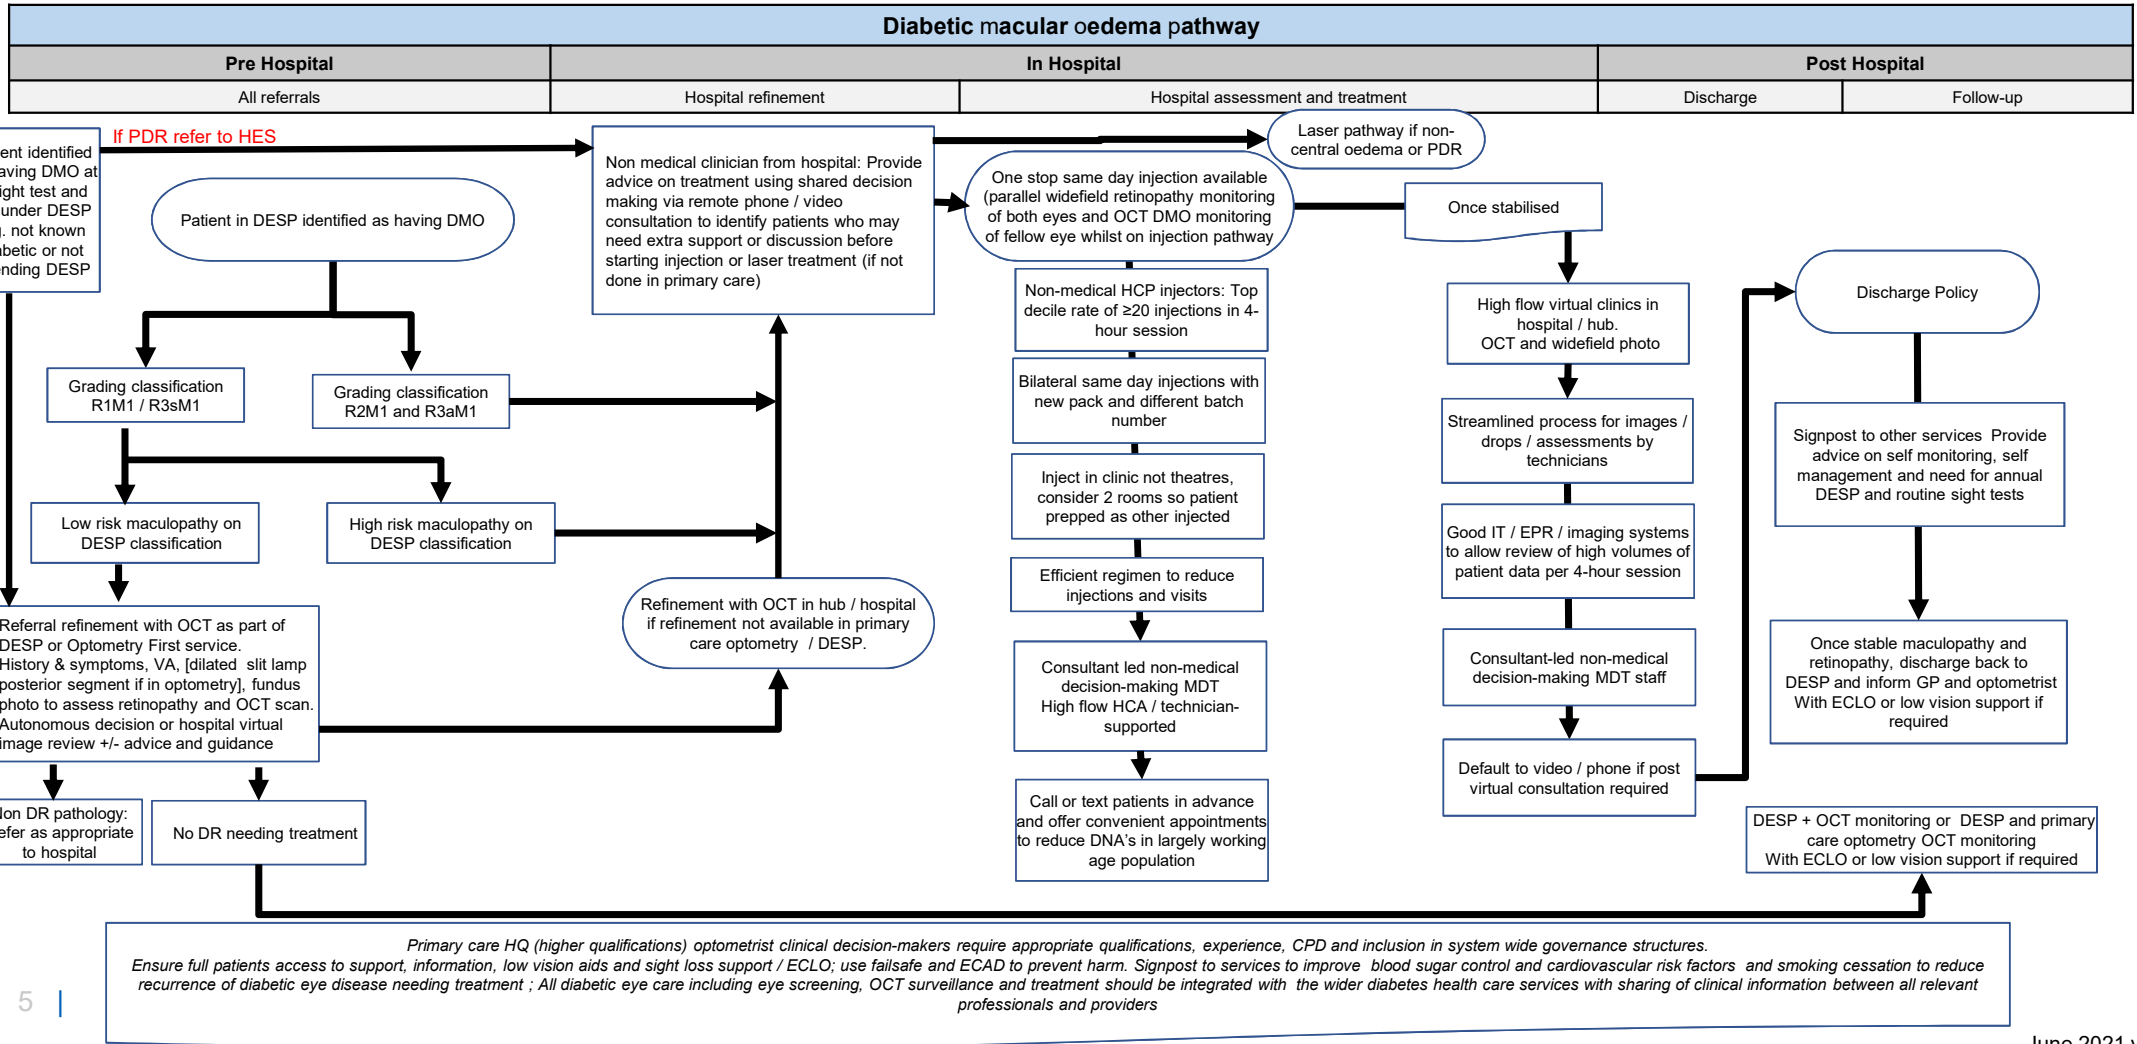 Diabetic macular oedema pathway
Pre Hospital
In Hospital
Post Hospital
All referrals
Hospital refinement
Hospital assessment and treatment
Discharge
Follow-up
If PDR refer to HES
identified
DMO at
test and
under DESP
not known
or not
DESP
Patient in DESP identified as having DMO
Grading classification
R1M1 / R3sM1
Grading classification
R2M1 and R3aM1
Low risk maculopathy on
DESP classification
High risk maculopathy on
DESP classification
Referral refinement with OCT as part of
DESP or Optometry First service.
History & symptoms, VA, [dilated slit lamp
posterior segment if in optometry], fundus
photo to assess retinopathy and OCT scan.
Autonomous decision or hospital virtual
image review +/- advice and guidance
DR pathology:
as appropriate
to hospital
No DR needing treatment
Non medical clinician from hospital: Provide
advice on treatment using shared decision
making via remote phone / video
consultation to identify patients who may
need extra support or discussion before
starting injection or laser treatment (if not
done in primary care)
Refinement with OCT in hub / hospital
if refinement not available in primary
care optometry / DESP.
Laser pathway if non-
central oedema or PDR
One stop same day injection available
(parallel widefield retinopathy monitoring
of both eyes and OCT DMO monitoring
of fellow eye whilst on injection pathway
Non-medical HCP injectors: Top
decile rate of ≥20 injections in 4-
hour session
Bilateral same day injections with
new pack and different batch
number
Inject in clinic not theatres,
consider 2 rooms so patient
prepped as other injected
Efficient regimen to reduce
injections and visits
Consultant led non-medical
decision-making MDT
High flow HCA / technician-
supported
Call or text patients in advance
and offer convenient appointments
to reduce DNA's in largely working
age population
Once stabilised
High flow virtual clinics in
hospital / hub.
OCT and widefield photo
Streamlined process for images /
drops / assessments by
technicians
Good IT / EPR / imaging systems
to allow review of high volumes of
patient data per 4-hour session
Consultant-led non-medical
decision-making MDT staff
Default to video / phone if post
virtual consultation required
Discharge Policy
Signpost to other services Provide
advice on self monitoring, self
management and need for annual
DESP and routine sight tests
Once stable maculopathy and
retinopathy, discharge back to
DESP and inform GP and optometrist
With ECLO or low vision support if
required
DESP + OCT monitoring or DESP and primary
care optometry OCT monitoring
With ECLO or low vision support if required
Primary care HQ (higher qualifications) optometrist clinical decision-makers require appropriate qualifications, experience, CPD and inclusion in system wide governance structures.
Ensure full patients access to support, information, low vision aids and sight loss support / ECLO; use failsafe and ECAD to prevent harm. Signpost to services to improve blood sugar control and cardiovascular risk factors and smoking cessation to reduce
recurrence of diabetic eye disease needing treatment ; All diabetic eye care including eye screening, OCT surveillance and treatment should be integrated with the wider diabetes health care services with sharing of clinical information between all relevant
professionals and providers
5 |
June 2021